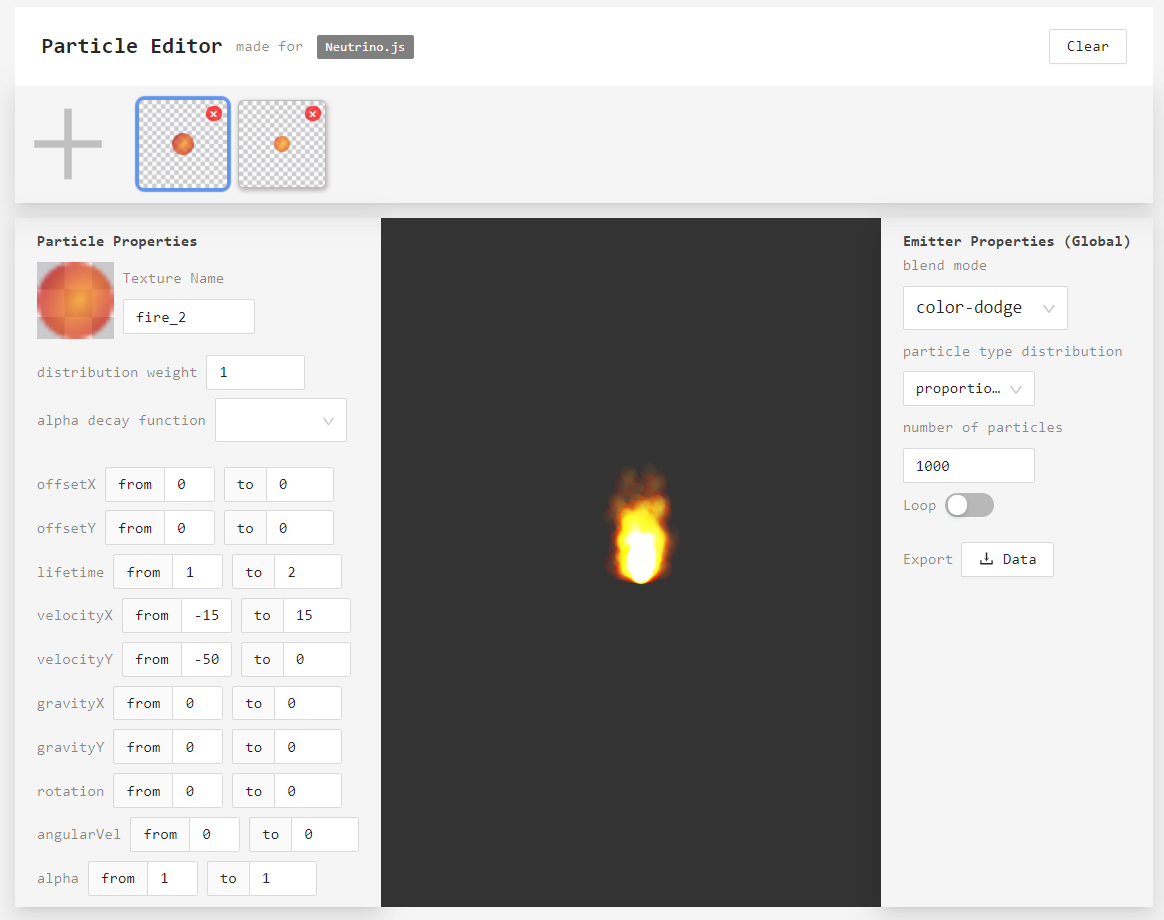 Particle Editor made for Neutrino.js Clear
Particle Properties
Texture Name
fire_2
distribution weight 1
alpha decay function
offsetX from 0 to 0
offsetY from 0 to 0
lifetime from 1 to 2
velocityX from -15 to 15
velocityY from -50 to 0
gravityX from 0 to 0
gravityY from 0 to 0
rotation from 0 to 0
angularVel from 0 to 0
alpha from 1 to 1
Emitter Properties (Global)
blend mode
color-dodge
particle type distribution
proportio…
number of particles
1000
Loop
Export Data